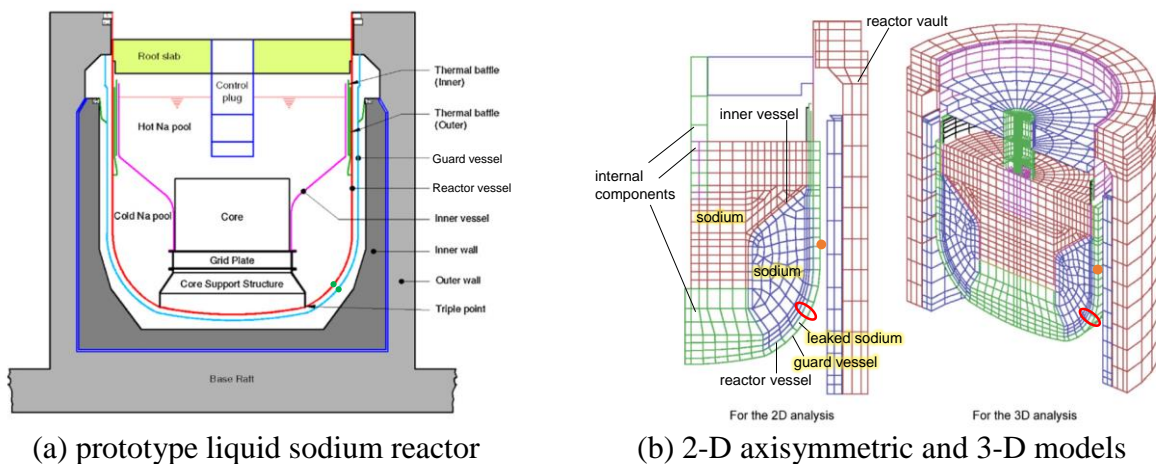 Roof slab
Control
plug
Hot Na pool
Cold Na pool
Core
Grid Plate
Core Support Structure
Base Raft
Thermal baffle
(Inner)
Thermal baffle
(Outer)
Guard vessel
Reactor vessel
Inner vessel
Inner wall
Outer wall
Triple point
(a) prototype liquid sodium reactor
reactor vault
inner vessel
internal
components
sodium
sodium
leaked sodium
guard vessel
reactor vessel
For the 2D analysis
For the 3D analysis
(b) 2-D axisymmetric and 3-D models